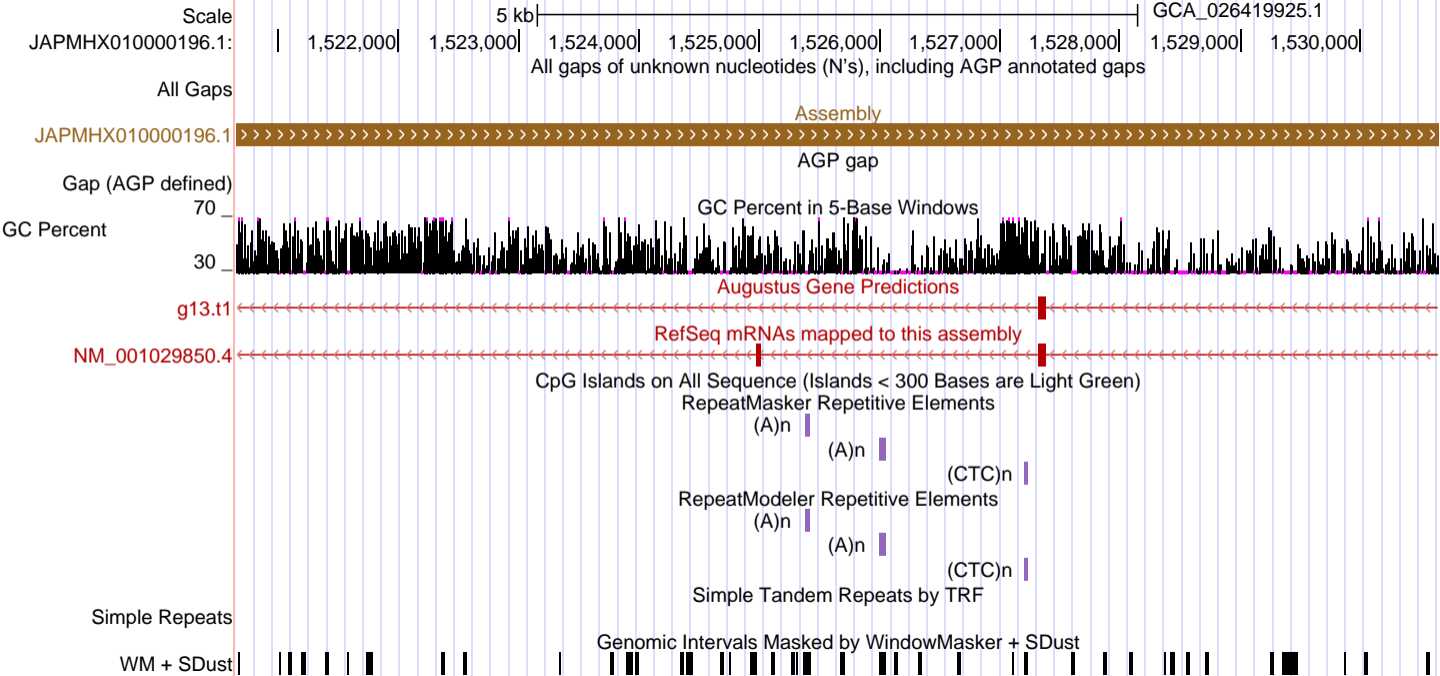 Scale 5 kb GCA_026419925.1
JAPMHX010000196.1: 1,522,000 1,523,000 1,524,000 1,525,000 1,526,000 1,527,000 1,528,000 1,529,000 1,530,000
All gaps of unknown nucleotides (N's), including AGP annotated gaps
All Gaps
Assembly
JAPMHX010000196.1
AGP gap
Gap (AGP defined)
70
GC Percent in 5-Base Windows
GC Percent
30
Augustus Gene Predictions
g13.t1
RefSeq mRNAs mapped to this assembly
NM_001029850.4
CpG Islands on All Sequence (Islands < 300 Bases are Light Green)
RepeatMasker Repetitive Elements
(A)n
(A)n
(CTC)n
RepeatModeler Repetitive Elements
(A)n
(A)n
(CTC)n
Simple Tandem Repeats by TRF
Simple Repeats
Genomic Intervals Masked by WindowMasker + SDust
WM + SDust